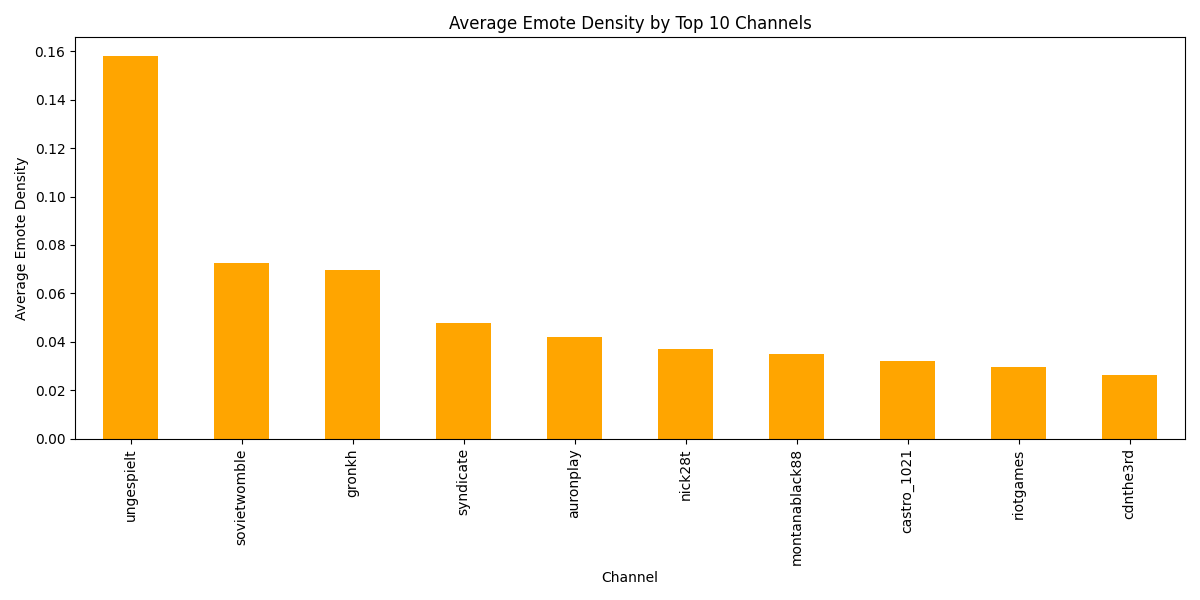 Average Emote Density by Top 10 Channels
Average Emote Density
0.16
0.14
0.12
0.10
0.08
0.06
0.04
0.02
0.00
ungespielt
sovietwomble
gronkh
syndicate
auronplay
nick28t
montanablack88
castro_1021
riotgames
cdnthe3rd
Channel